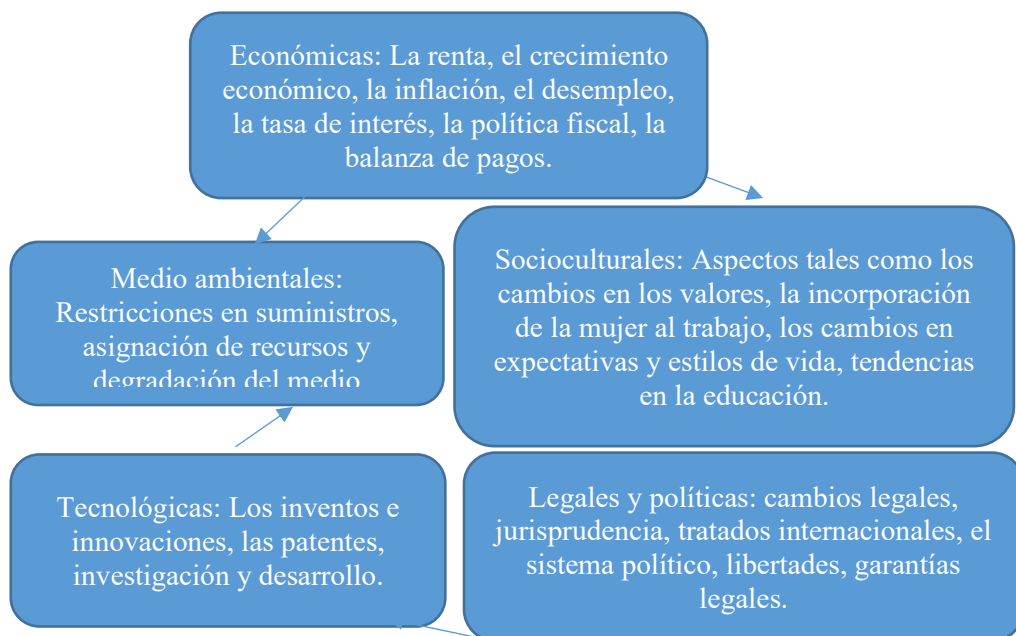 Económicas: La renta, el crecimiento
económico, la inflación, el desempleo,
la tasa de interés, la política fiscal, la
balanza de pagos.
Medio ambientales:
Restricciones en suministros,
asignación de recursos y
degradación del medio
Socioculturales: Aspectos tales como los
cambios en los valores, la incorporación
de la mujer al trabajo, los cambios en
expectativas y estilos de vida, tendencias
en la educación.
Tecnológicas: Los inventos e
innovaciones, las patentes,
investigación y desarrollo.
Legales y políticas: cambios legales,
jurisprudencia, tratados internacionales, el
sistema político, libertades, garantías
legales.